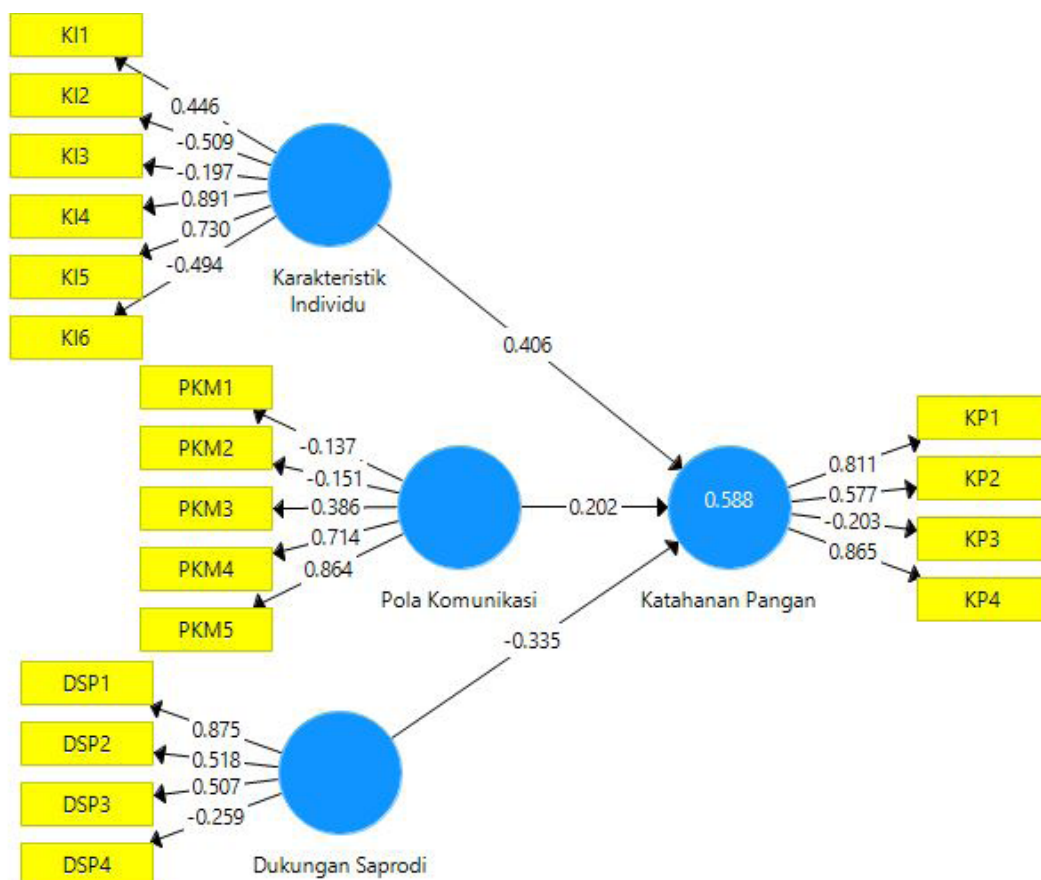 KI1
0.446
KI2
-0.509
KI3
-0.197
KI4
0.891
KI5
0.730
KI6
-0.494
Karakteristik
Individu
0.406
PKM1
-0.137
PKM2
-0.151
PKM3
0.386
PKM4
0.714
PKM5
0.864
Pola Komunikasi
0.202
0.588
Katahanan Pangan
KP1
0.811
KP2
0.577
KP3
-0.203
KP4
0.865
-0.335
DSP1
0.875
DSP2
0.518
DSP3
0.507
DSP4
-0.259
Dukungan Saprodi